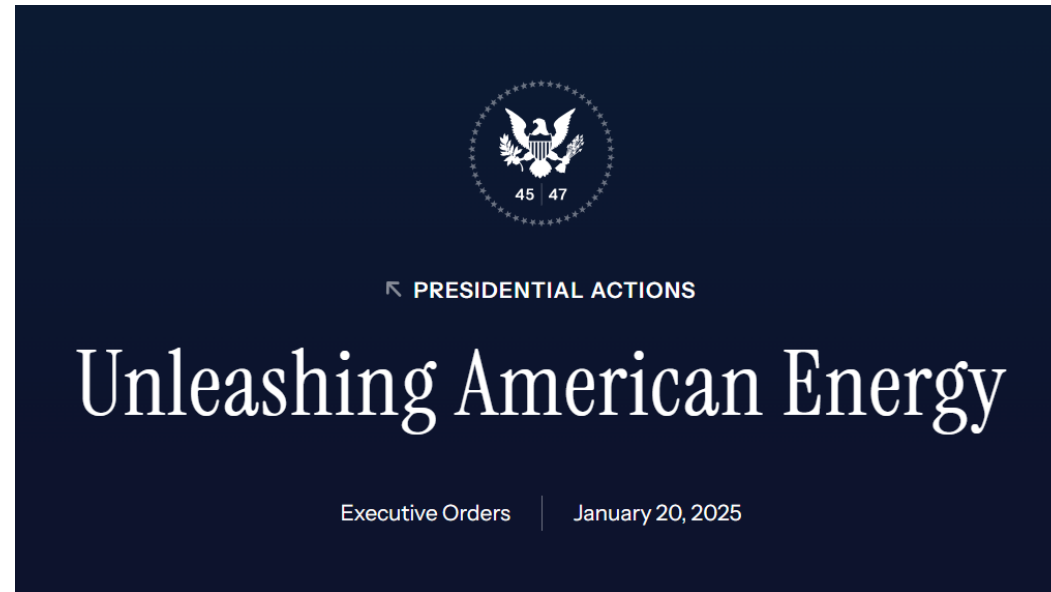 45 | 47
PRESIDENTIAL ACTIONS
Unleashing American Energy
Executive Orders | January 20, 2025